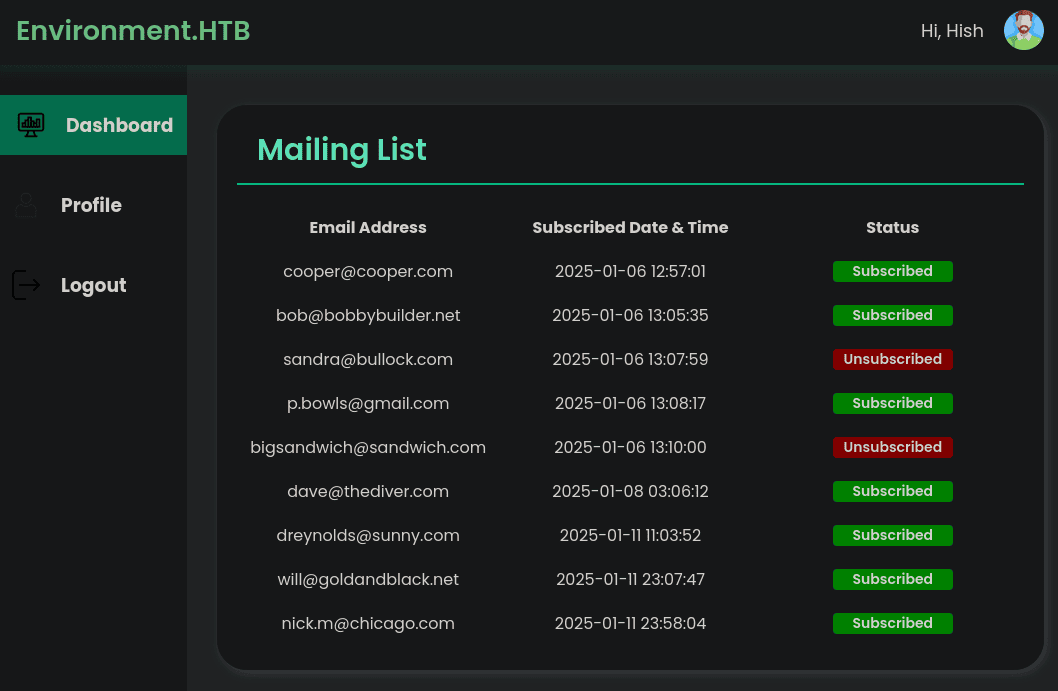 Environment.HTB
Hi, Hish
Dashboard
Profile
Logout
Mailing List
Email Address Subscribed Date & Time Status
cooper@cooper.com 2025-01-06 12:57:01 Subscribed
bob@bobbybuilder.net 2025-01-06 13:05:35 Subscribed
sandra@bullock.com 2025-01-06 13:07:59 Unsubscribed
p.bowls@gmail.com 2025-01-06 13:08:17 Subscribed
bigsandwich@sandwich.com 2025-01-06 13:10:00 Unsubscribed
dave@thediver.com 2025-01-08 03:06:12 Subscribed
dreynolds@sunny.com 2025-01-11 11:03:52 Subscribed
will@goldandblack.net 2025-01-11 23:07:47 Subscribed
nick.m@chicago.com 2025-01-11 23:58:04 Subscribed